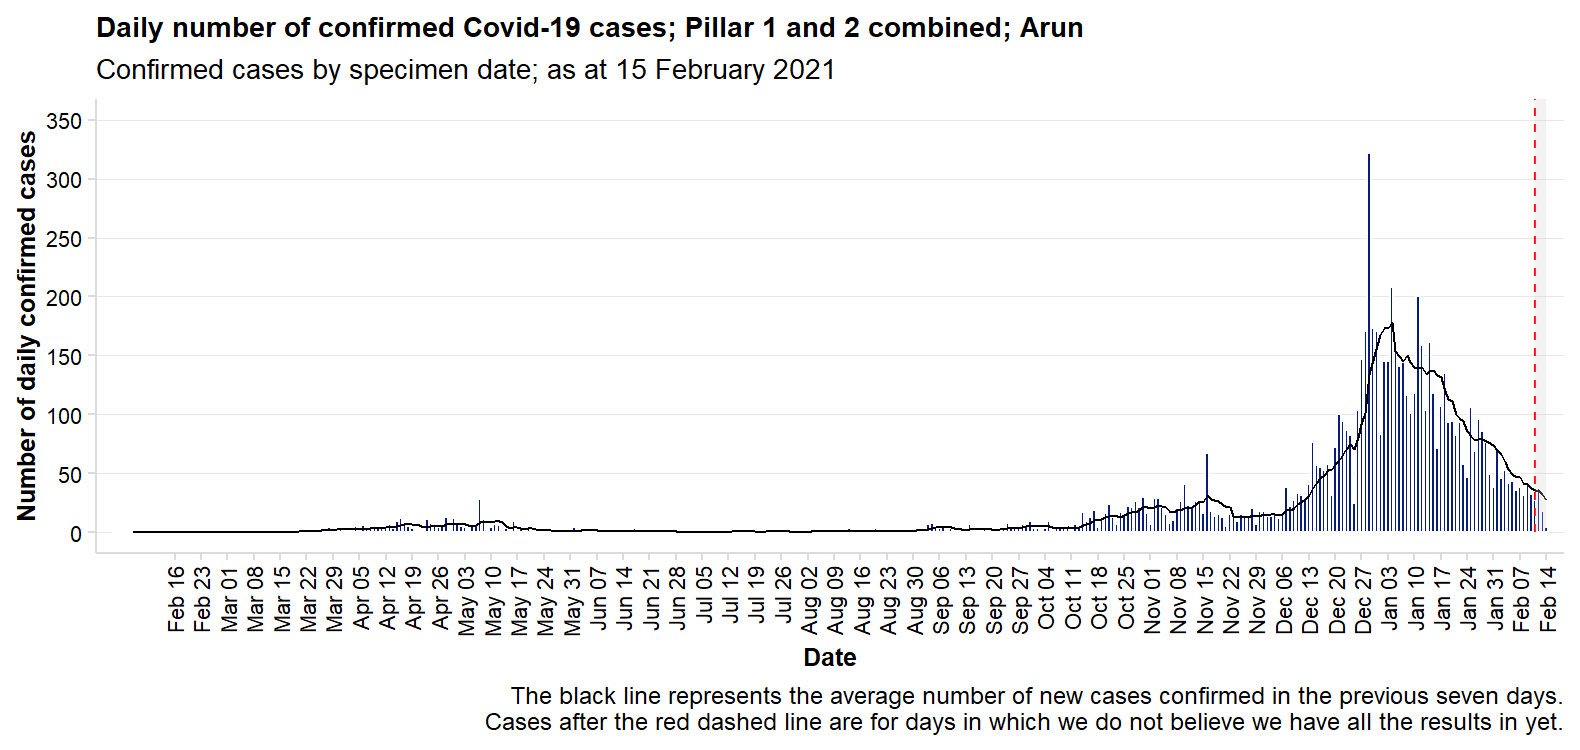 Daily number of confirmed Covid-19 cases; Pillar 1 and 2 combined; Arun
Confirmed cases by specimen date; as at 15 February 2021
Number of daily confirmed cases
350
300
250
200
150
100
50
0
Feb 16
Feb 23
Mar 01
Mar 08
Mar 15
Mar 22
Mar 29
Apr 05
Apr 12
Apr 19
Apr 26
May 03
May 10
May 17
May 24
May 31
Jun 07
Jun 14
Jun 21
Jun 28
Jul 05
Jul 12
Jul 19
Jul 26
Aug 02
Aug 09
Aug 16
Aug 23
Aug 30
Sep 06
Sep 13
Sep 20
Sep 27
Oct 04
Oct 11
Oct 18
Oct 25
Nov 01
Nov 08
Nov 15
Nov 22
Nov 29
Dec 06
Dec 13
Dec 20
Dec 27
Jan 03
Jan 10
Jan 17
Jan 24
Jan 31
Feb 07
Feb 14
Date
The black line represents the average number of new cases confirmed in the previous seven days.
Cases after the red dashed line are for days in which we do not believe we have all the results in yet.